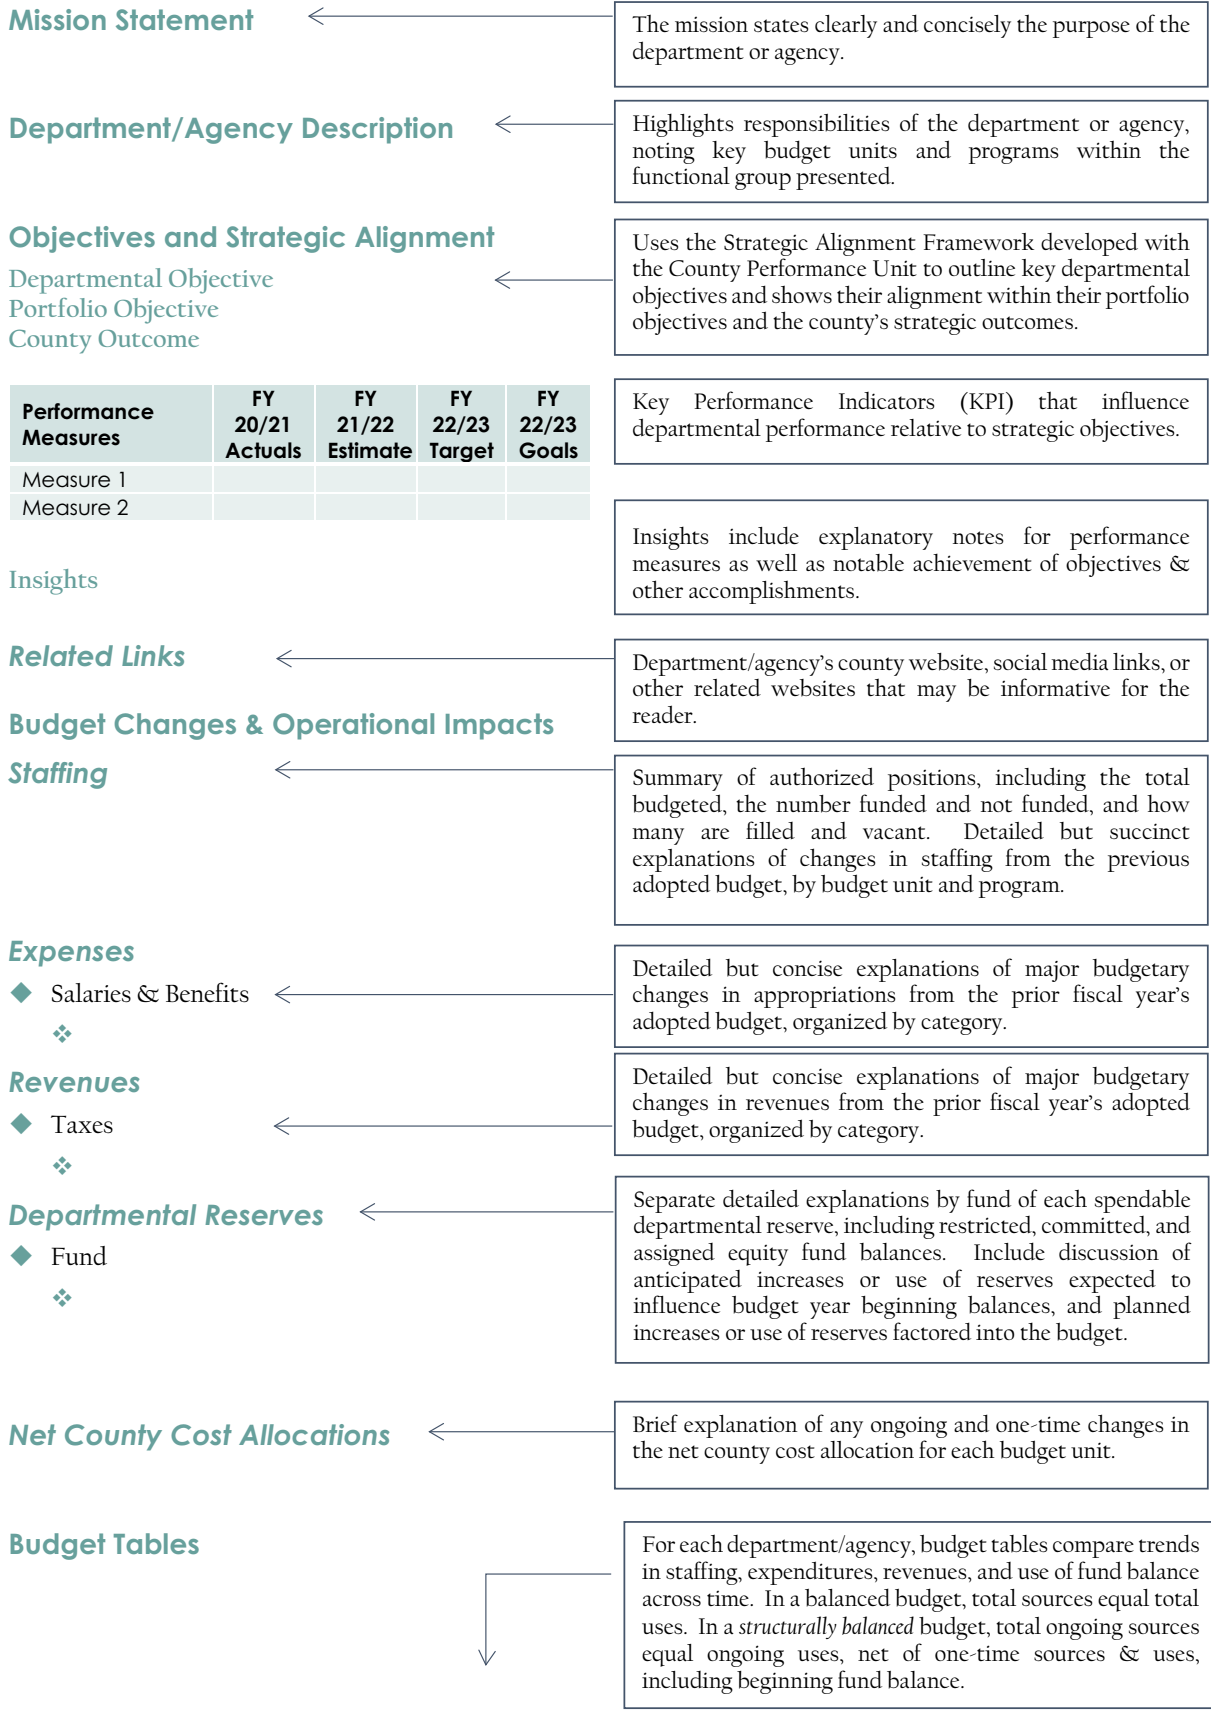 Mission Statement
The mission states clearly and concisely the purpose of the
department or agency.
Department/Agency Description
Highlights responsibilities of the department or agency,
noting key budget units and programs within the
functional group presented.
Objectives and Strategic Alignment
Departmental Objective
Portfolio Objective
County Outcome
Uses the Strategic Alignment Framework developed with
the County Performance Unit to outline key departmental
objectives and shows their alignment within their portfolio
objectives and the county's strategic outcomes.
Performance
Measures
FY
20/21
Actuals
FY
21/22
Estimate
FY
22/23
Target
FY
22/23
Goals
Measure 1
Measure 2
Key Performance Indicators (KPI) that influence
departmental performance relative to strategic objectives.
Insights
Insights include explanatory notes for performance
measures as well as notable achievement of objectives &
other accomplishments.
Related Links
Department/agency's county website, social media links, or
other related websites that may be informative for the
reader.
Budget Changes & Operational Impacts
Staffing
Summary of authorized positions, including the total
budgeted, the number funded and not funded, and how
many are filled and vacant. Detailed but succinct
explanations of changes in staffing from the previous
adopted budget, by budget unit and program.
Expenses
Salaries & Benefits
Detailed but concise explanations of major budgetary
changes in appropriations from the prior fiscal year's
adopted budget, organized by category.
Revenues
Taxes
Detailed but concise explanations of major budgetary
changes in revenues from the prior fiscal year's adopted
budget, organized by category.
Departmental Reserves
Fund
Separate detailed explanations by fund of each spendable
departmental reserve, including restricted, committed, and
assigned equity fund balances. Include discussion of
anticipated increases or use of reserves expected to
influence budget year beginning balances, and planned
increases or use of reserves factored into the budget.
Net County Cost Allocations
Brief explanation of any ongoing and one-time changes in
the net county cost allocation for each budget unit.
Budget Tables
For each department/agency, budget tables compare trends
in staffing, expenditures, revenues, and use of fund balance
across time. In a balanced budget, total sources equal total
uses. In a structurally balanced budget, total ongoing sources
equal ongoing uses, net of one-time sources & uses,
including beginning fund balance.